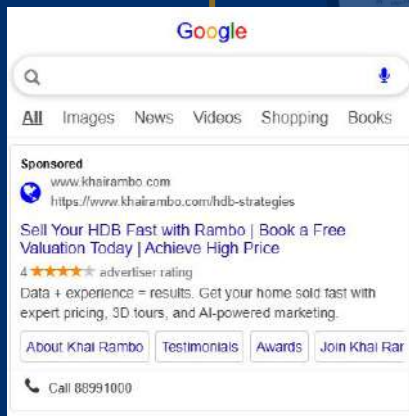 Google
All Images News Videos Shopping Books
Sponsored
www.khairambo.com
https://www.khairambo.com/hdb-strategies
Sell Your HDB Fast with Rambo | Book a Free
Valuation Today | Achieve High Price
4 ★★★★★ advertiser rating
Data + experience = results. Get your home sold fast with
expert pricing, 3D tours, and AI-powered marketing.
About Khai Rambo Testimonials Awards Join Khai Rar
Call 88991000